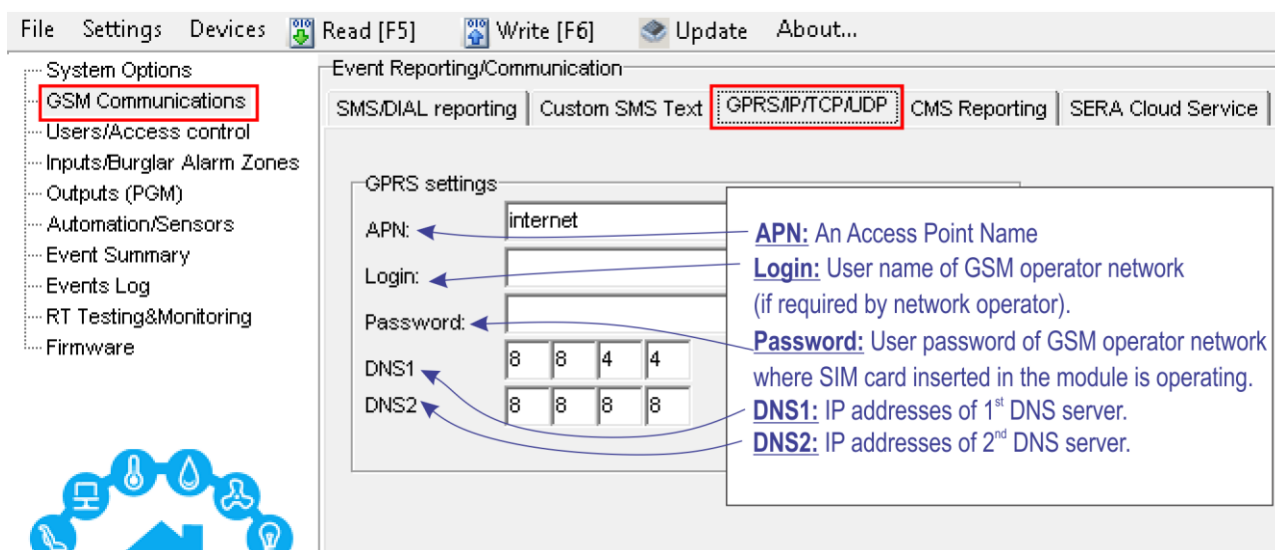 File Settings Devices Read [F5] Write [F6] Update About...
System Options
GSM Communications
Users/Access control
Inputs/Burglar Alarm Zones
Outputs (PGM)
Automation/Sensors
Event Summary
Events Log
RT Testing&Monitoring
Firmware
Event Reporting/Communication
SMS/DIAL reporting Custom SMS Text GPRS/IP/TCP/UDP CMS Reporting SERA Cloud Service
GPRS settings
APN: internet
Login:
Password:
DNS1 8 8 4 4
DNS2 8 8 8 8
APN: An Access Point Name
Login: User name of GSM operator network
(if required by network operator).
Password: User password of GSM operator network
where SIM card inserted in the module is operating.
DNS1: IP addresses of 1st DNS server.
DNS2: IP addresses of 2nd DNS server.